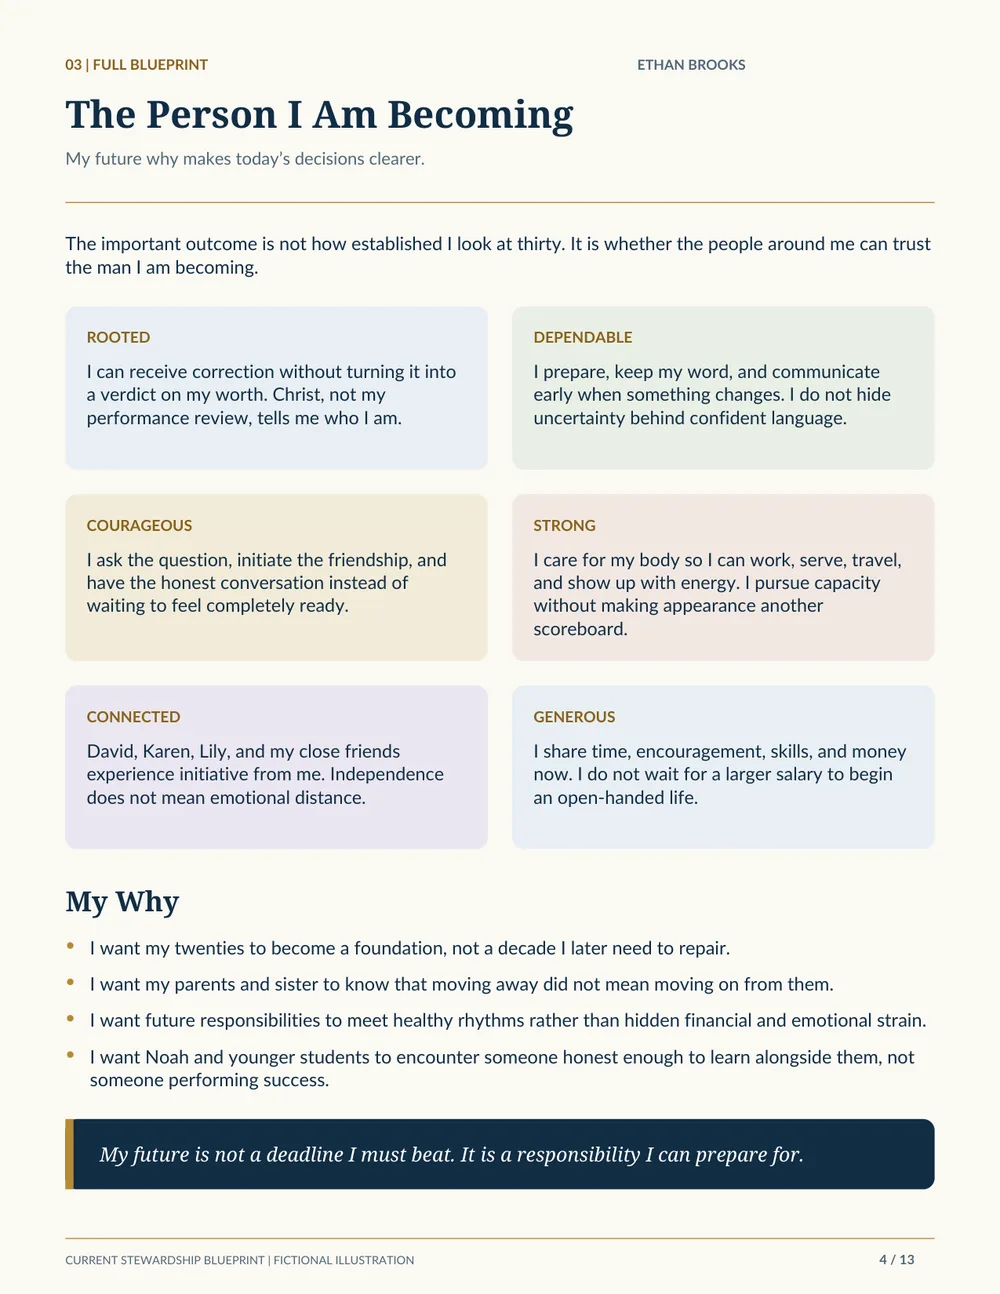 03 | FULL BLUEPRINT
ETHAN BROOKS
The Person I Am Becoming
My future why makes today’s decisions clearer.
The important outcome is not how established I look at thirty. It is whether the people around me can trust
the man I am becoming.
ROOTED
I can receive correction without turning it into
a verdict on my worth. Christ, not my
performance review, tells me who I am.
DEPENDABLE
I prepare, keep my word, and communicate
early when something changes. I do not hide
uncertainty behind confident language.
COURAGEOUS
I ask the question, initiate the friendship, and
have the honest conversation instead of
waiting to feel completely ready.
STRONG
I care for my body so I can work, serve, travel,
and show up with energy. I pursue capacity
without making appearance another
scoreboard.
CONNECTED
David, Karen, Lily, and my close friends
experience initiative from me. Independence
does not mean emotional distance.
GENEROUS
I share time, encouragement, skills, and money
now. I do not wait for a larger salary to begin
an open-handed life.
My Why
• I want my twenties to become a foundation, not a decade I later need to repair.
• I want my parents and sister to know that moving away did not mean moving on from them.
• I want future responsibilities to meet healthy rhythms rather than hidden financial and emotional strain.
• I want Noah and younger students to encounter someone honest enough to learn alongside them, not
someone performing success.
My future is not a deadline I must beat. It is a responsibility I can prepare for.
CURRENT STEWARDSHIP BLUEPRINT | FICTIONAL ILLUSTRATION
4 / 13